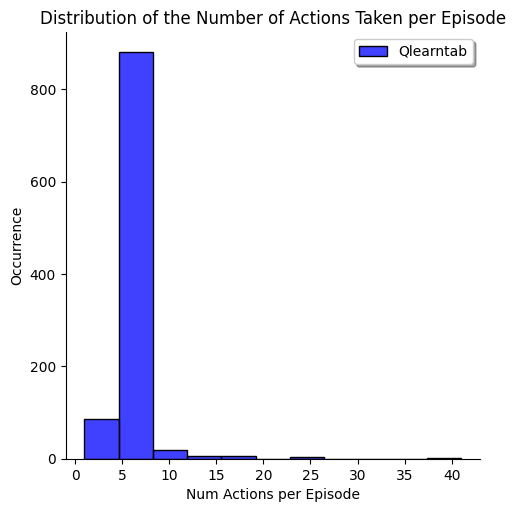 Distribution of the Number of Actions Taken per Episode
Qlearntab
Occurrence
800
600
400
200
0
0 5 10 15 20 25 30 35 40
Num Actions per Episode